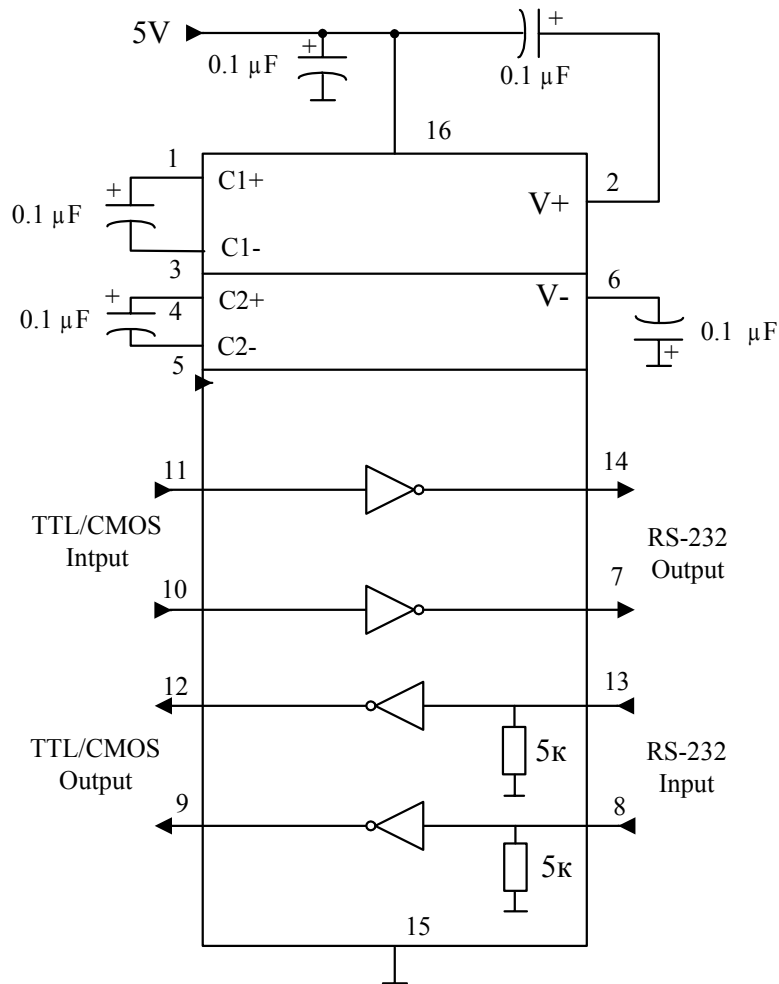 5V
+
0.1 µF
+
0.1 µF
16
1
C1+
V+
2
+
0.1 µF
C1-
3
6
+
0.1 µF
4
C2+
V-
C2-
5
+
0.1 µF
11
14
TTL/CMOS
Intput
RS-232
Output
10
7
12
13
TTL/CMOS
Output
5к
RS-232
Input
9
8
5к
15